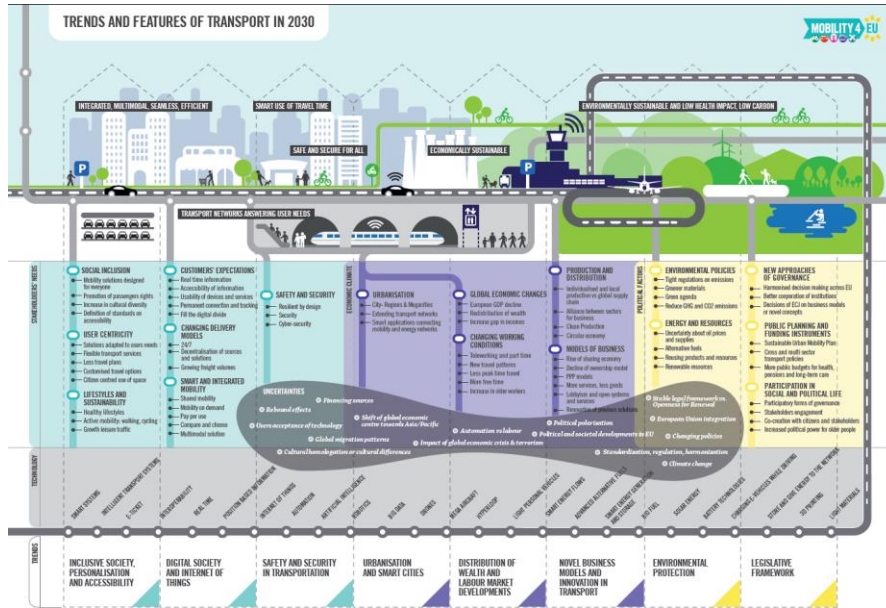 TRENDS AND FEATURES OF TRANSPORT IN 2030
MOBILITY4EU
INTEGRATED, MULTIMODAL, SEAMLESS, EFFICIENT
SMART USE OF TRAVEL TIME
ENVIRONMENTALLY SUSTAINABLE AND LOW HEALTH IMPACT, LOW CARBON
SAFE AND SECURE FOR ALL
ECONOMICALLY SUSTAINABLE
P
P
TRANSPORT NETWORKS ANSWERING USER NEEDS
STAKEHOLDERS' NEEDS
SOCIAL INCLUSION
Mobility solutions designed
for everyone
Promotion of passengers rights
Increase in cultural diversity
Definition of standards on
accessibility
USER CENTRICITY
Solutions adapted to users needs
Flexible transport services
Less travel plans
Customised travel options
Citizen control use of space
LIFESTYLES AND
SUSTAINABILITY
Healthy lifestyles
Active mobility: walking, cycling
Growth leisure traffic
CUSTOMERS' EXPECTATIONS
Real time information
Accessibility of information
Usability of devices and services
Permanent connection and tracking
Fill the digital divide
CHANGING DELIVERY
MODELS
24/7
Decentralisation of sources
and solutions
Growing freight volumes
SMART AND INTEGRATED
MOBILITY
Shared mobility
Mobility on demand
Pay per use
Compare and choose
Multimodal solution
SAFETY AND SECURITY
Resilient by design
Security
Cyber-security
ECONOMIC CLIMATE
URBANISATION
City- Regions & Megacities
Extending transport networks
Smart applications connecting
mobility and energy networks
GLOBAL ECONOMIC CHANGES
European GDP decline
Redistribution of wealth
Increase gap in income
CHANGING WORKING
CONDITIONS
Teleworking and part time
New travel patterns
Less peak time travel
More free time
Increase in older workers
PRODUCTION AND
DISTRIBUTION
Individualised and local
production vs global supply
chain
Alliance between sectors
for business
Clean Production
Circular economy
MODELS OF BUSINESS
Rise of sharing economy
Decline of ownership model
PPP models
More services, less goods
Lobbyism and open systems
and services
Renovation of previous solutions
POLITICAL FACTORS
ENVIRONMENTAL POLICIES
Tight regulations on emissions
Greener materials
Green agenda
Reduce GHG and CO2 emissions
ENERGY AND RESOURCES
Uncertainty about oil prices
and supplies
Alternative fuels
Reusing products and resources
Renewable resources
NEW APPROACHES
OF GOVERNANCE
Harmonised decision making across EU
Better cooperation of institutions
Decisions of ECJ on business models
or novel concepts
PUBLIC PLANNING AND
FUNDING INSTRUMENTS
Sustainable Urban Mobility Plan:
Cross and multi sector
transport policies
More public budgets for health,
pensions and long-term care
PARTICIPATION IN
SOCIAL AND POLITICAL LIFE
Participatory forms of governance
Stakeholders engagement
Co-creation with citizens and stakeholders
Increased political power for older people
UNCERTAINTIES
Financing sources
Rebound effects
Users acceptance of technology
Global migration patterns
Cultural homologation or cultural differences
Shift of global economic
centre towards Asia/Pacific
Automation vs labour
Impact of global economic crisis & terrorism
Political polarisation
Political and societal developments in EU
Standardisation, regulation, harmonisation
Stable legal framework vs.
Openness for Renewal
European Union integration
Changing policies
Climate change
TECHNOLOGY
SMART SYSTEMS
INTELLIGENT TRANSPORT SYSTEMS
E-TICKET
INTEROPERABILITY
REAL TIME
POSITION BASED INFORMATION
INTERNET OF THINGS
AUTOMATION
ARTIFICIAL INTELLIGENCE
ROBOTICS
BIG DATA
DRONES
MEGA AIRCRAFT
HYPERLOOP
LIGHT PERSONAL VEHICLES
SMART ENERGY FLOWS
ADVANCED ALTERNATIVE FUELS
SMART ENERGY GENERATION
AND STORAGE
BIO FUEL
SOLAR ENERGY
BATTERY TECHNOLOGIES
CHARGING E-VEHICLES WHILE DRIVING
STORE AND GIVE ENERGY TO THE NETWORK
3D PRINTING
LIGHT MATERIALS
TRENDS
INCLUSIVE SOCIETY,
PERSONALISATION
AND ACCESSIBILITY
DIGITAL SOCIETY
AND INTERNET OF
THINGS
SAFETY AND SECURITY
IN TRANSPORTATION
URBANISATION
AND SMART CITIES
DISTRIBUTION OF
WEALTH AND
LABOUR MARKET
DEVELOPMENTS
NOVEL BUSINESS
MODELS AND
INNOVATION IN
TRANSPORT
ENVIRONMENTAL
PROTECTION
LEGISLATIVE
FRAMEWORK